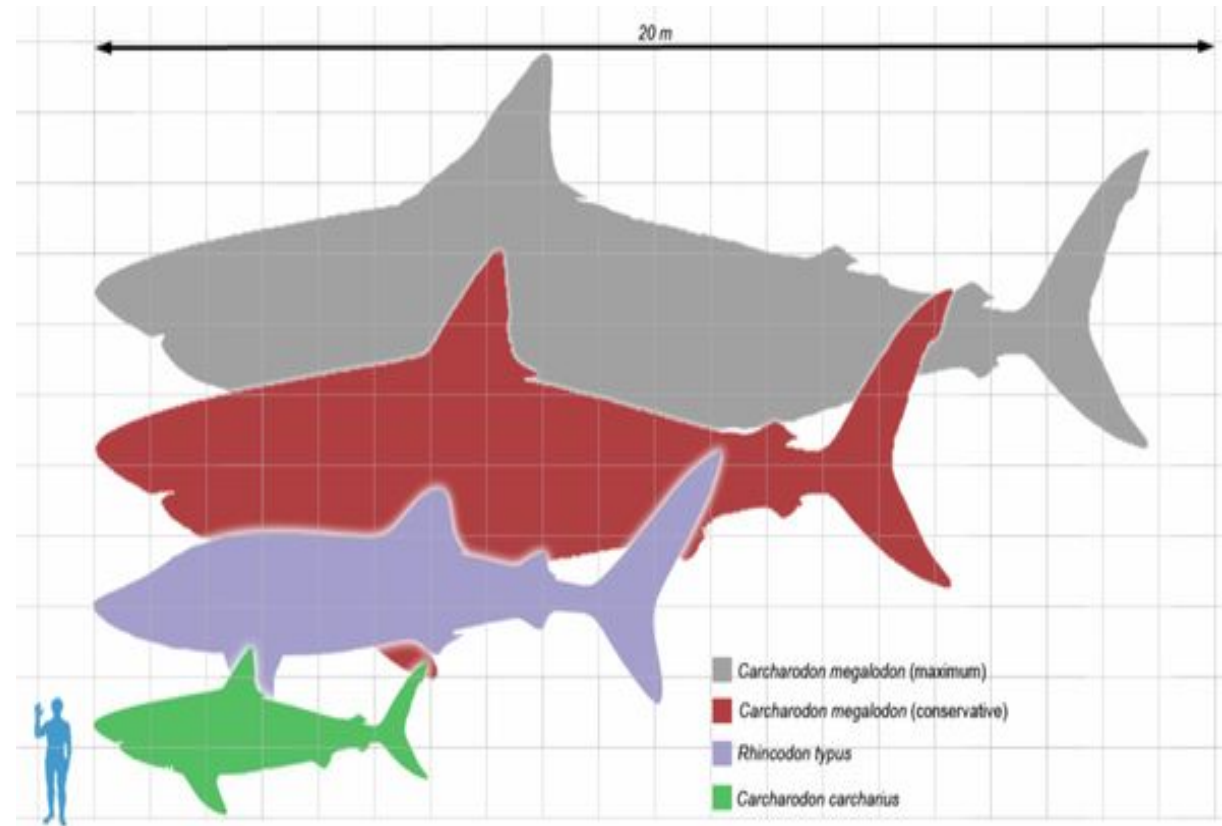 20 m
Carcharodon megalodon (maximum)
Carcharodon megalodon (conservative)
Rhincodon typus
Carcharodon carcharius